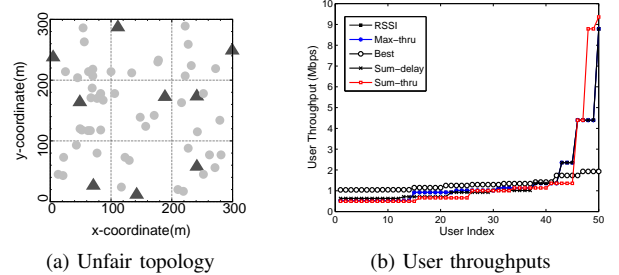 300
200
100
0
0
100
200
300
y-coordinate(m)
x-coordinate(m)
(a) Unfair topology
10
9
8
7
6
5
4
3
2
1
0
0
10
20
30
40
50
User Throughput (Mbps)
User Index
RSSI
Max−thru
Best
Sum−delay
Sum−thru
(b) User throughputs